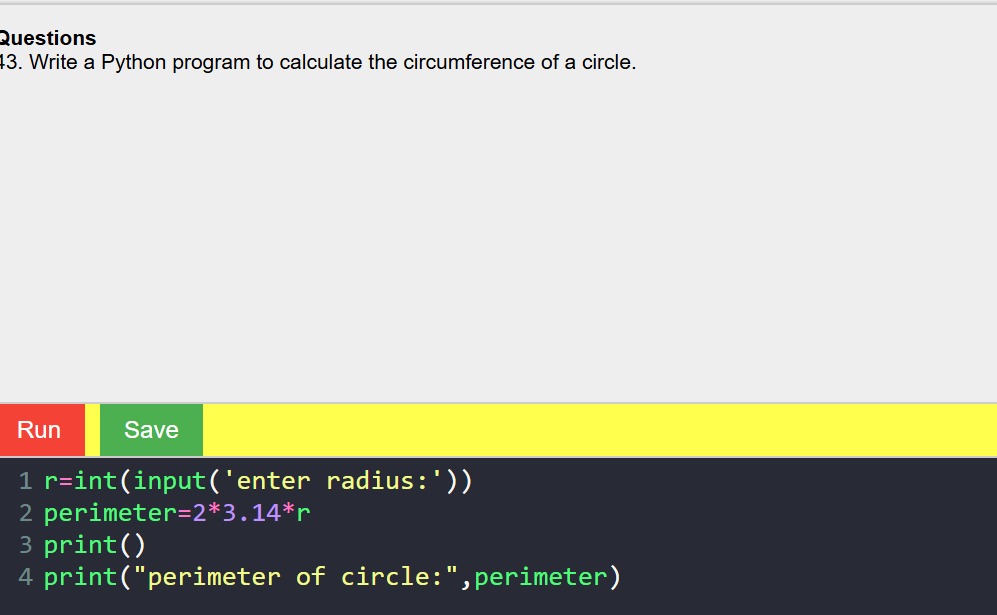 Questions
43. Write a Python program to calculate the circumference of a circle.
Run Save
1 r=int(input('enter radius:'))
2 perimeter=2*3.14*r
3 print()
4 print("perimeter of circle:",perimeter)